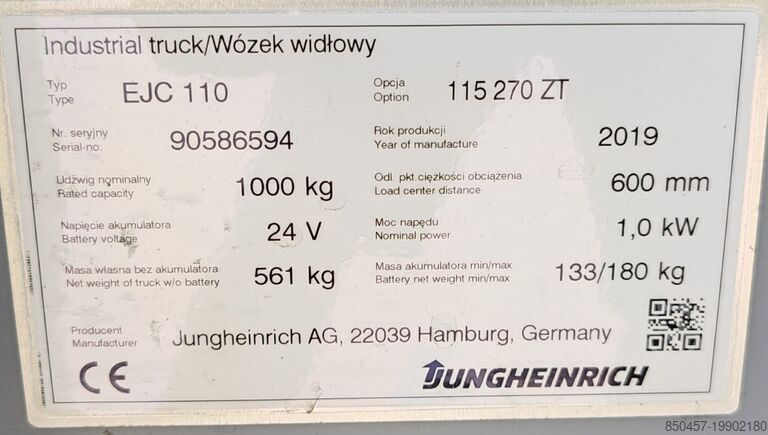 Industrial truck/Wózek widłowy
Typ Opcja
Type EJC 110 Option 115 270 ZT
Nr. seryjny Rok produkcji
Serial-no. 90586594 Year of manufacture 2019
Udźwig nominalny Odl. pkt.ciężkości obciążenia
Rated capacity 1000 kg Load center distance 600 mm
Napięcie akumulatora Moc napędu
Battery voltage 24 V Nominal power 1,0 kW
Masa własna bez akumulatora Masa akumulatora min/max
Net weight of truck w/o battery 561 kg Battery net weight min/max 133/180 kg
Producent
Manufacturer Jungheinrich AG, 22039 Hamburg, Germany
CE JUNGHEINRICH
850457-19902180